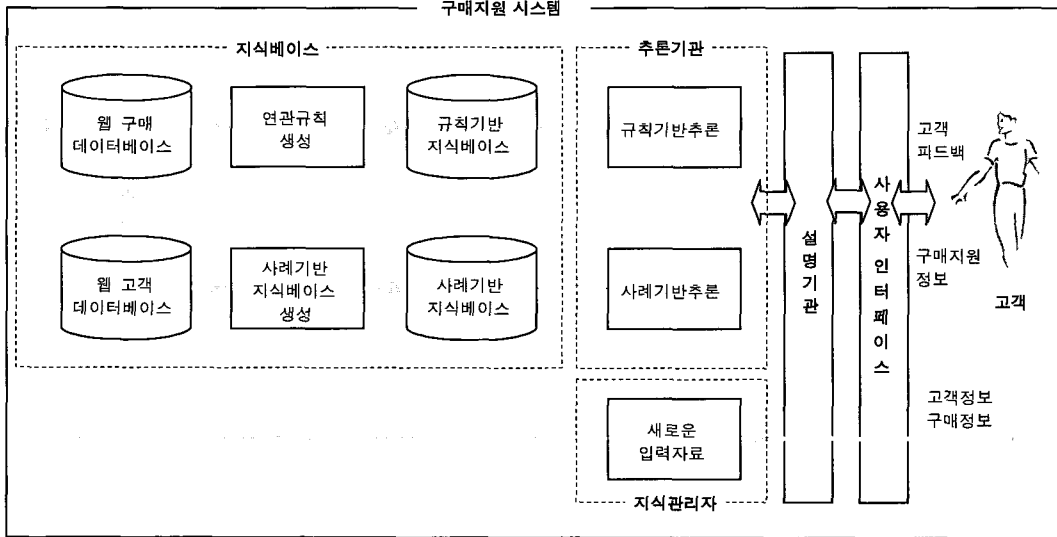 구매지원 시스템
지식베이스
추론기관
웹 구매
데이터베이스
연관규칙
생성
규칙기반
지식베이스
규칙기반추론
고객
파드백
웹 고객
데이터베이스
사례기반
지식베이스
생성
사례기반
지식베이스
사례기반추론
설명기관
사용자 인터페이스
구매지원
정보
고객
새로운
입력자료
지식관리자
고객정보
구매정보